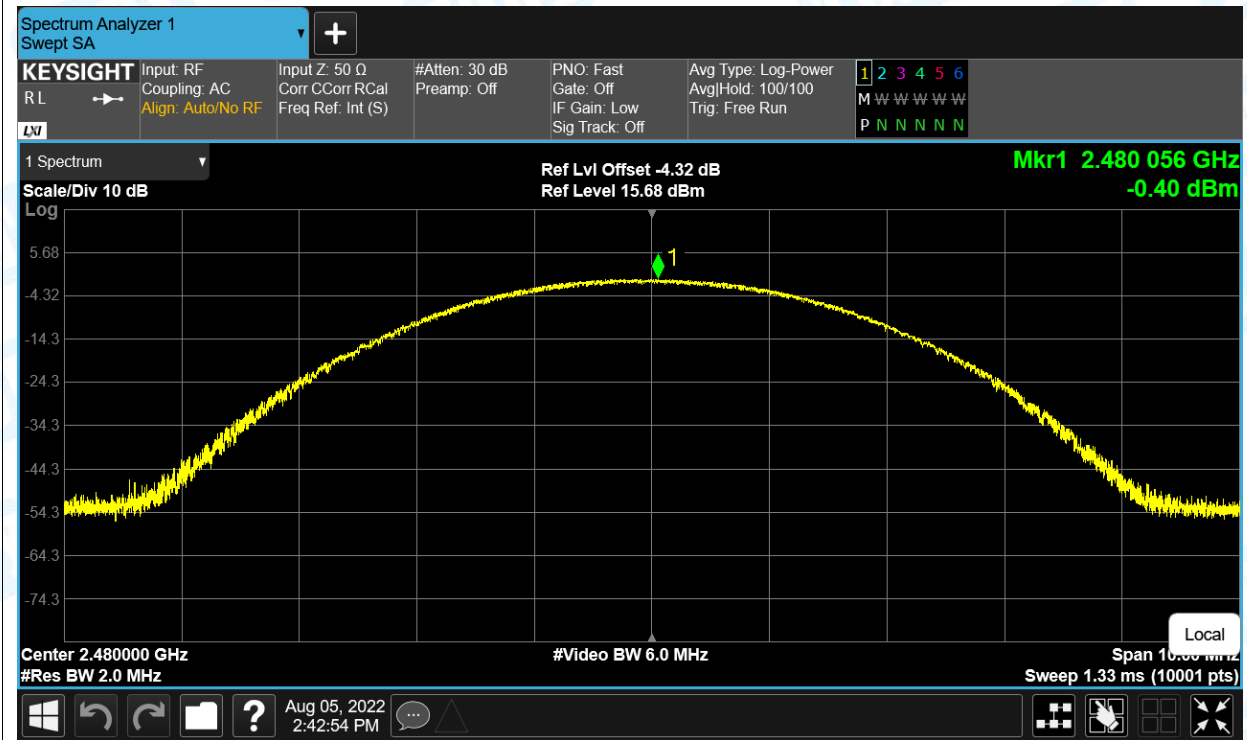 Spectrum Analyzer 1
Swept SA
KEYSIGHT
R L
LXI
Input: RF
Coupling: AC
Align: Auto/No RF
Input Z: 50 Ω
Corr CCorr RCal
Freq Ref: Int (S)
#Atten: 30 dB
Preamp: Off
PNO: Fast
Gate: Off
IF Gain: Low
Sig Track: Off
Avg Type: Log-Power
Avg|Hold: 100/100
Trig: Free Run
1 2 3 4 5 6
M W W W W W
P N N N N N
1 Spectrum
Scale/Div 10 dB
Log
Ref Lvl Offset -4.32 dB
Ref Level 15.68 dBm
Mkr1 2.480 056 GHz
-0.40 dBm
1
5.68
-4.32
-14.3
-24.3
-34.3
-44.3
-54.3
-64.3
-74.3
Local
Center 2.480000 GHz
#Video BW 6.0 MHz
Span 10.00 MHz
#Res BW 2.0 MHz
Sweep 1.33 ms (10001 pts)
?
Aug 05, 2022
2:42:54 PM